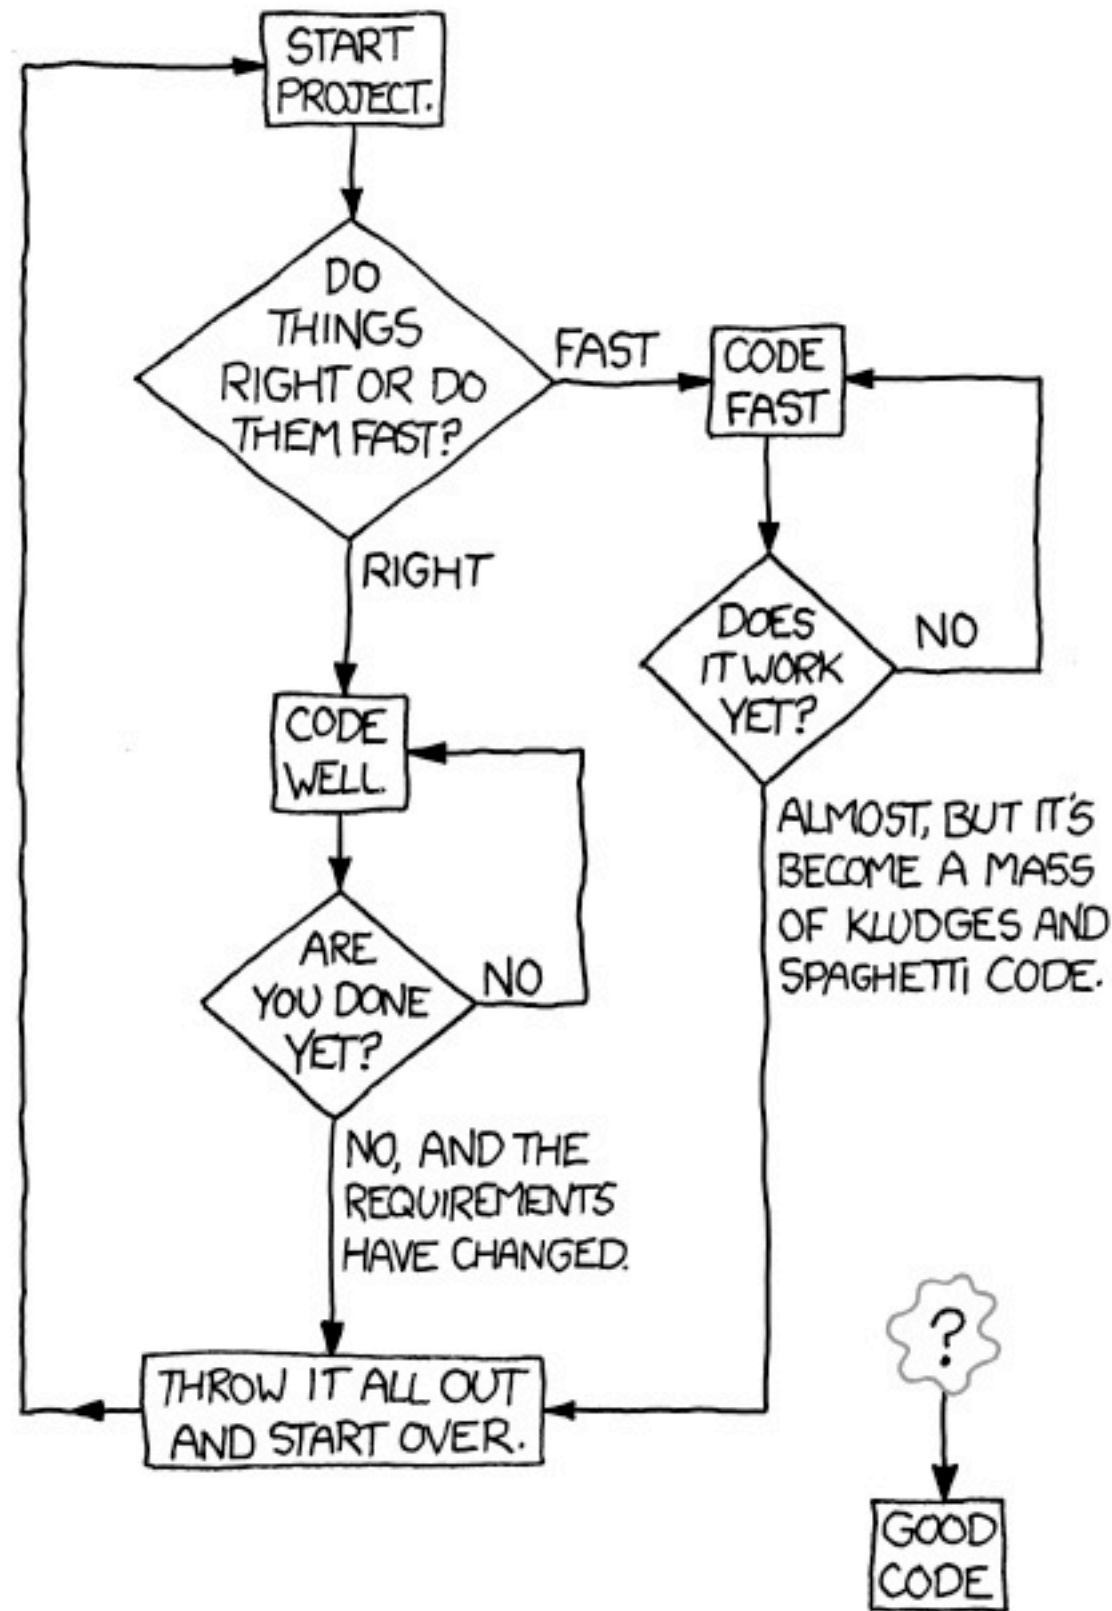 START
PROJECT.
DO
THINGS
RIGHT OR DO
THEM FAST?
FAST
CODE
FAST
RIGHT
DOES
IT WORK
YET?
NO
CODE
WELL.
ALMOST, BUT IT'S
BECOME A MASS
OF KLUDGES AND
SPAGHETTI CODE.
ARE
YOU DONE
YET?
NO
NO, AND THE
REQUIREMENTS
HAVE CHANGED.
THROW IT ALL OUT
AND START OVER.
?
GOOD
CODE